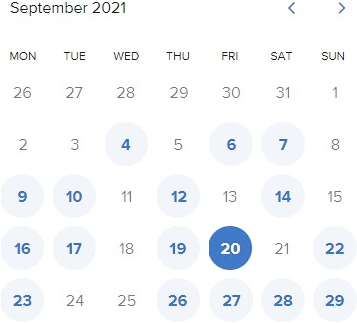 September 2021
MON TUE WED THU FRI SAT SUN
26 27 28 29 30 31 1
2 3 4 5 6 7 8
9 10 11 12 13 14 15
16 17 18 19 20 21 22
23 24 25 26 27 28 29